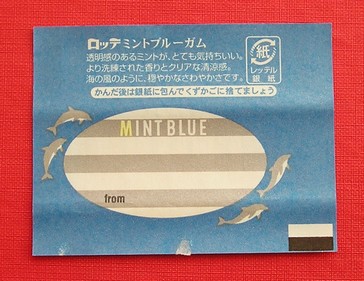 ロッテミントブルーガム
透明感のあるミントが、とても気持ちいい。
より洗練された香りとクリアな清涼感。
海の風のように、穏やかなさわやかさです。
かんだ後は銀紙に包んでくずかごに捨てましょう
紙
レッテル
銀紙
MINTBLUE
from